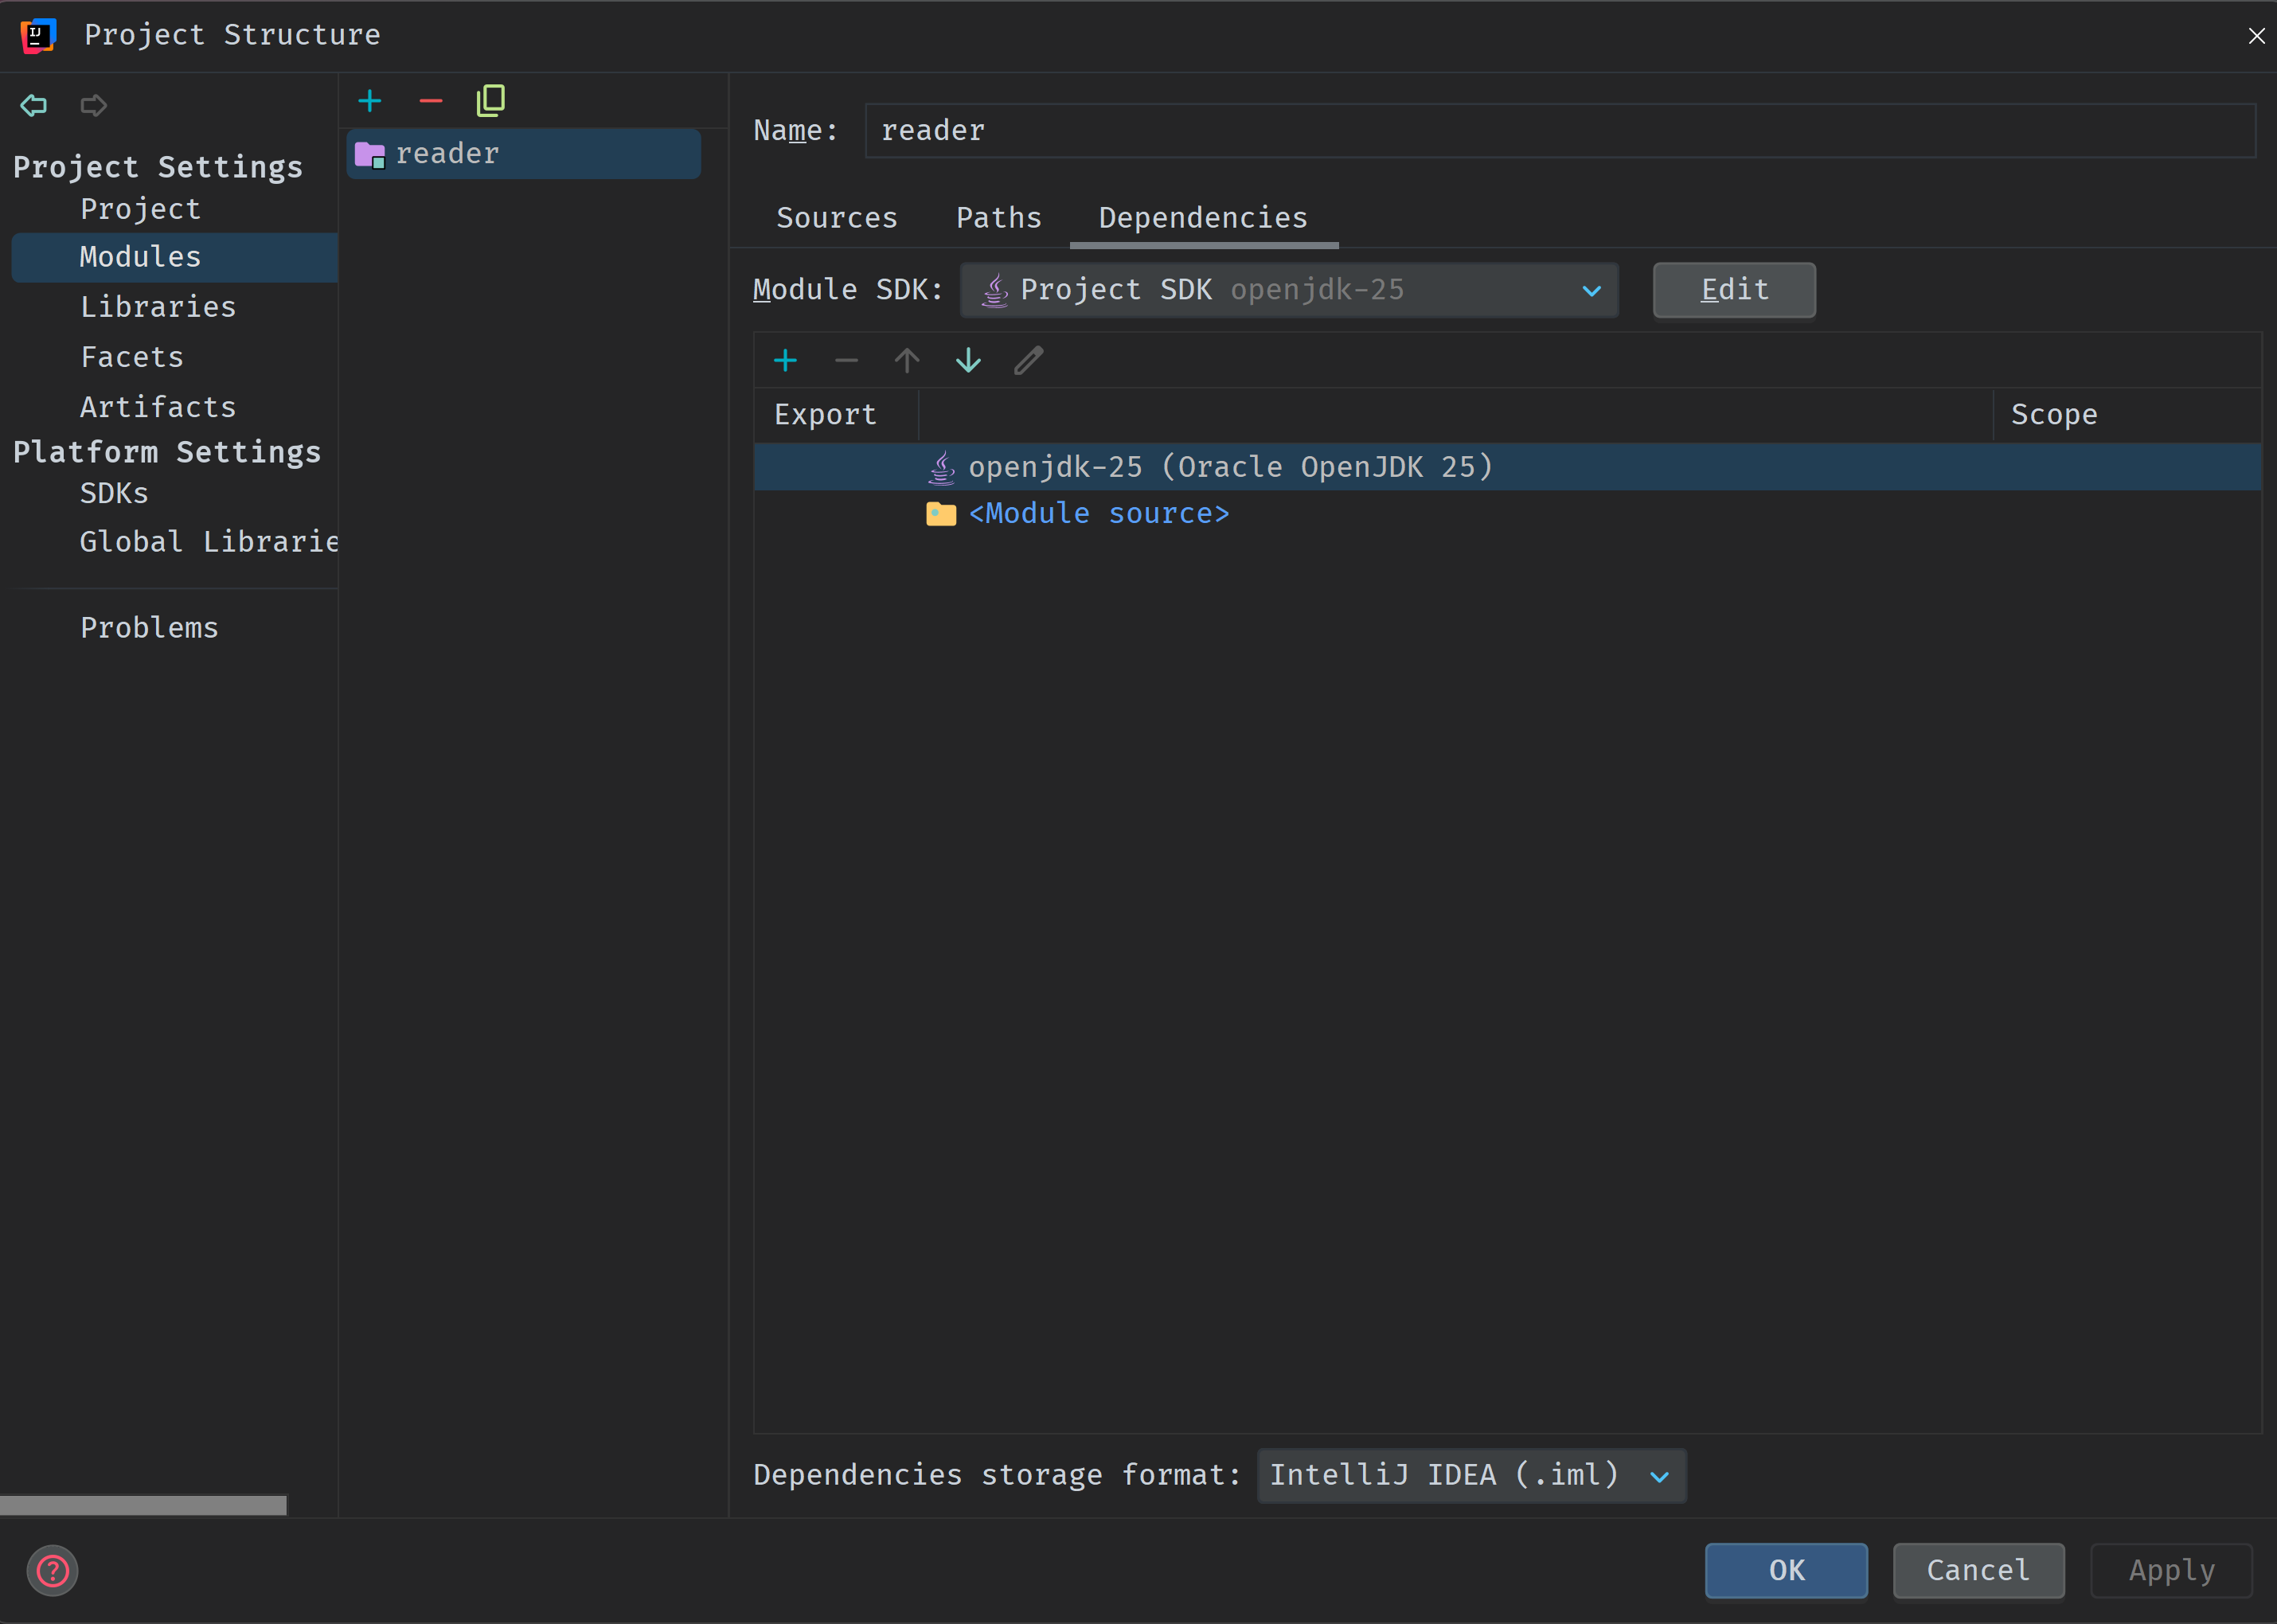 Project Structure
Project Settings
Project
Modules
Libraries
Facets
Artifacts
Platform Settings
SDKs
Global Librarie
Problems
reader
Name: reader
Sources Paths Dependencies
Module SDK: Project SDK openjdk-25 Edit
Export Scope
openjdk-25 (Oracle OpenJDK 25)
<Module source>
Dependencies storage format: IntelliJ IDEA (.iml)
? OK Cancel Apply